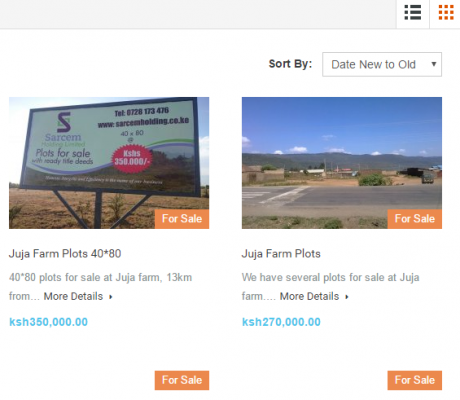 Sort By:
Date New to Old
Tel: 0728 173 476
www: sarcemholding.co.ke
Sarcem
40 x 80
@
Kshs
350,000/-
Plots for sale
with ready title deeds
For Sale
For Sale
Juja Farm Plots 40*80
40*80 plots for sale at Juja farm, 13km
from… More Details
ksh350,000.00
Juja Farm Plots
We have several plots for sale at Juja
farm.… More Details
ksh270,000.00
For Sale
For Sale